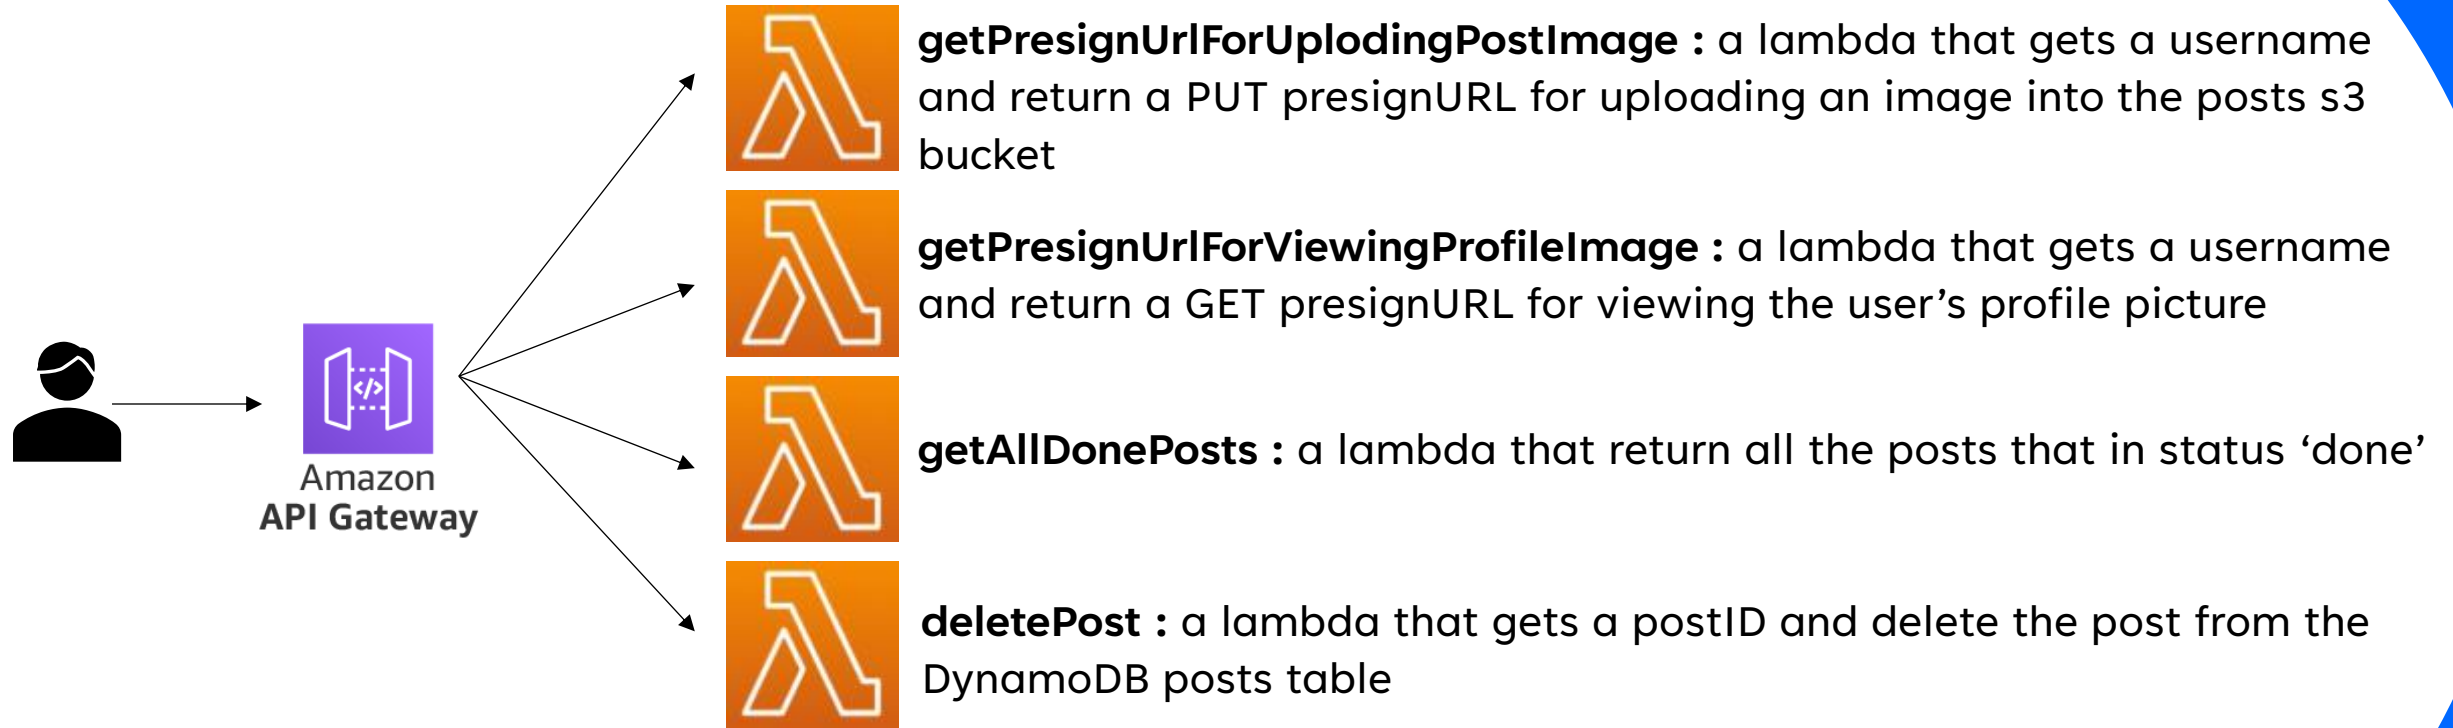 getPresignUrlForUplodingPostImage : a lambda that gets a username
and return a PUT presignURL for uploading an image into the posts s3
bucket
getPresignUrlForViewingProfileImage : a lambda that gets a username
and return a GET presignURL for viewing the user’s profile picture
</>
Amazon
API Gateway
getAllDonePosts : a lambda that return all the posts that in status ‘done’
deletePost : a lambda that gets a postID and delete the post from the
DynamoDB posts table